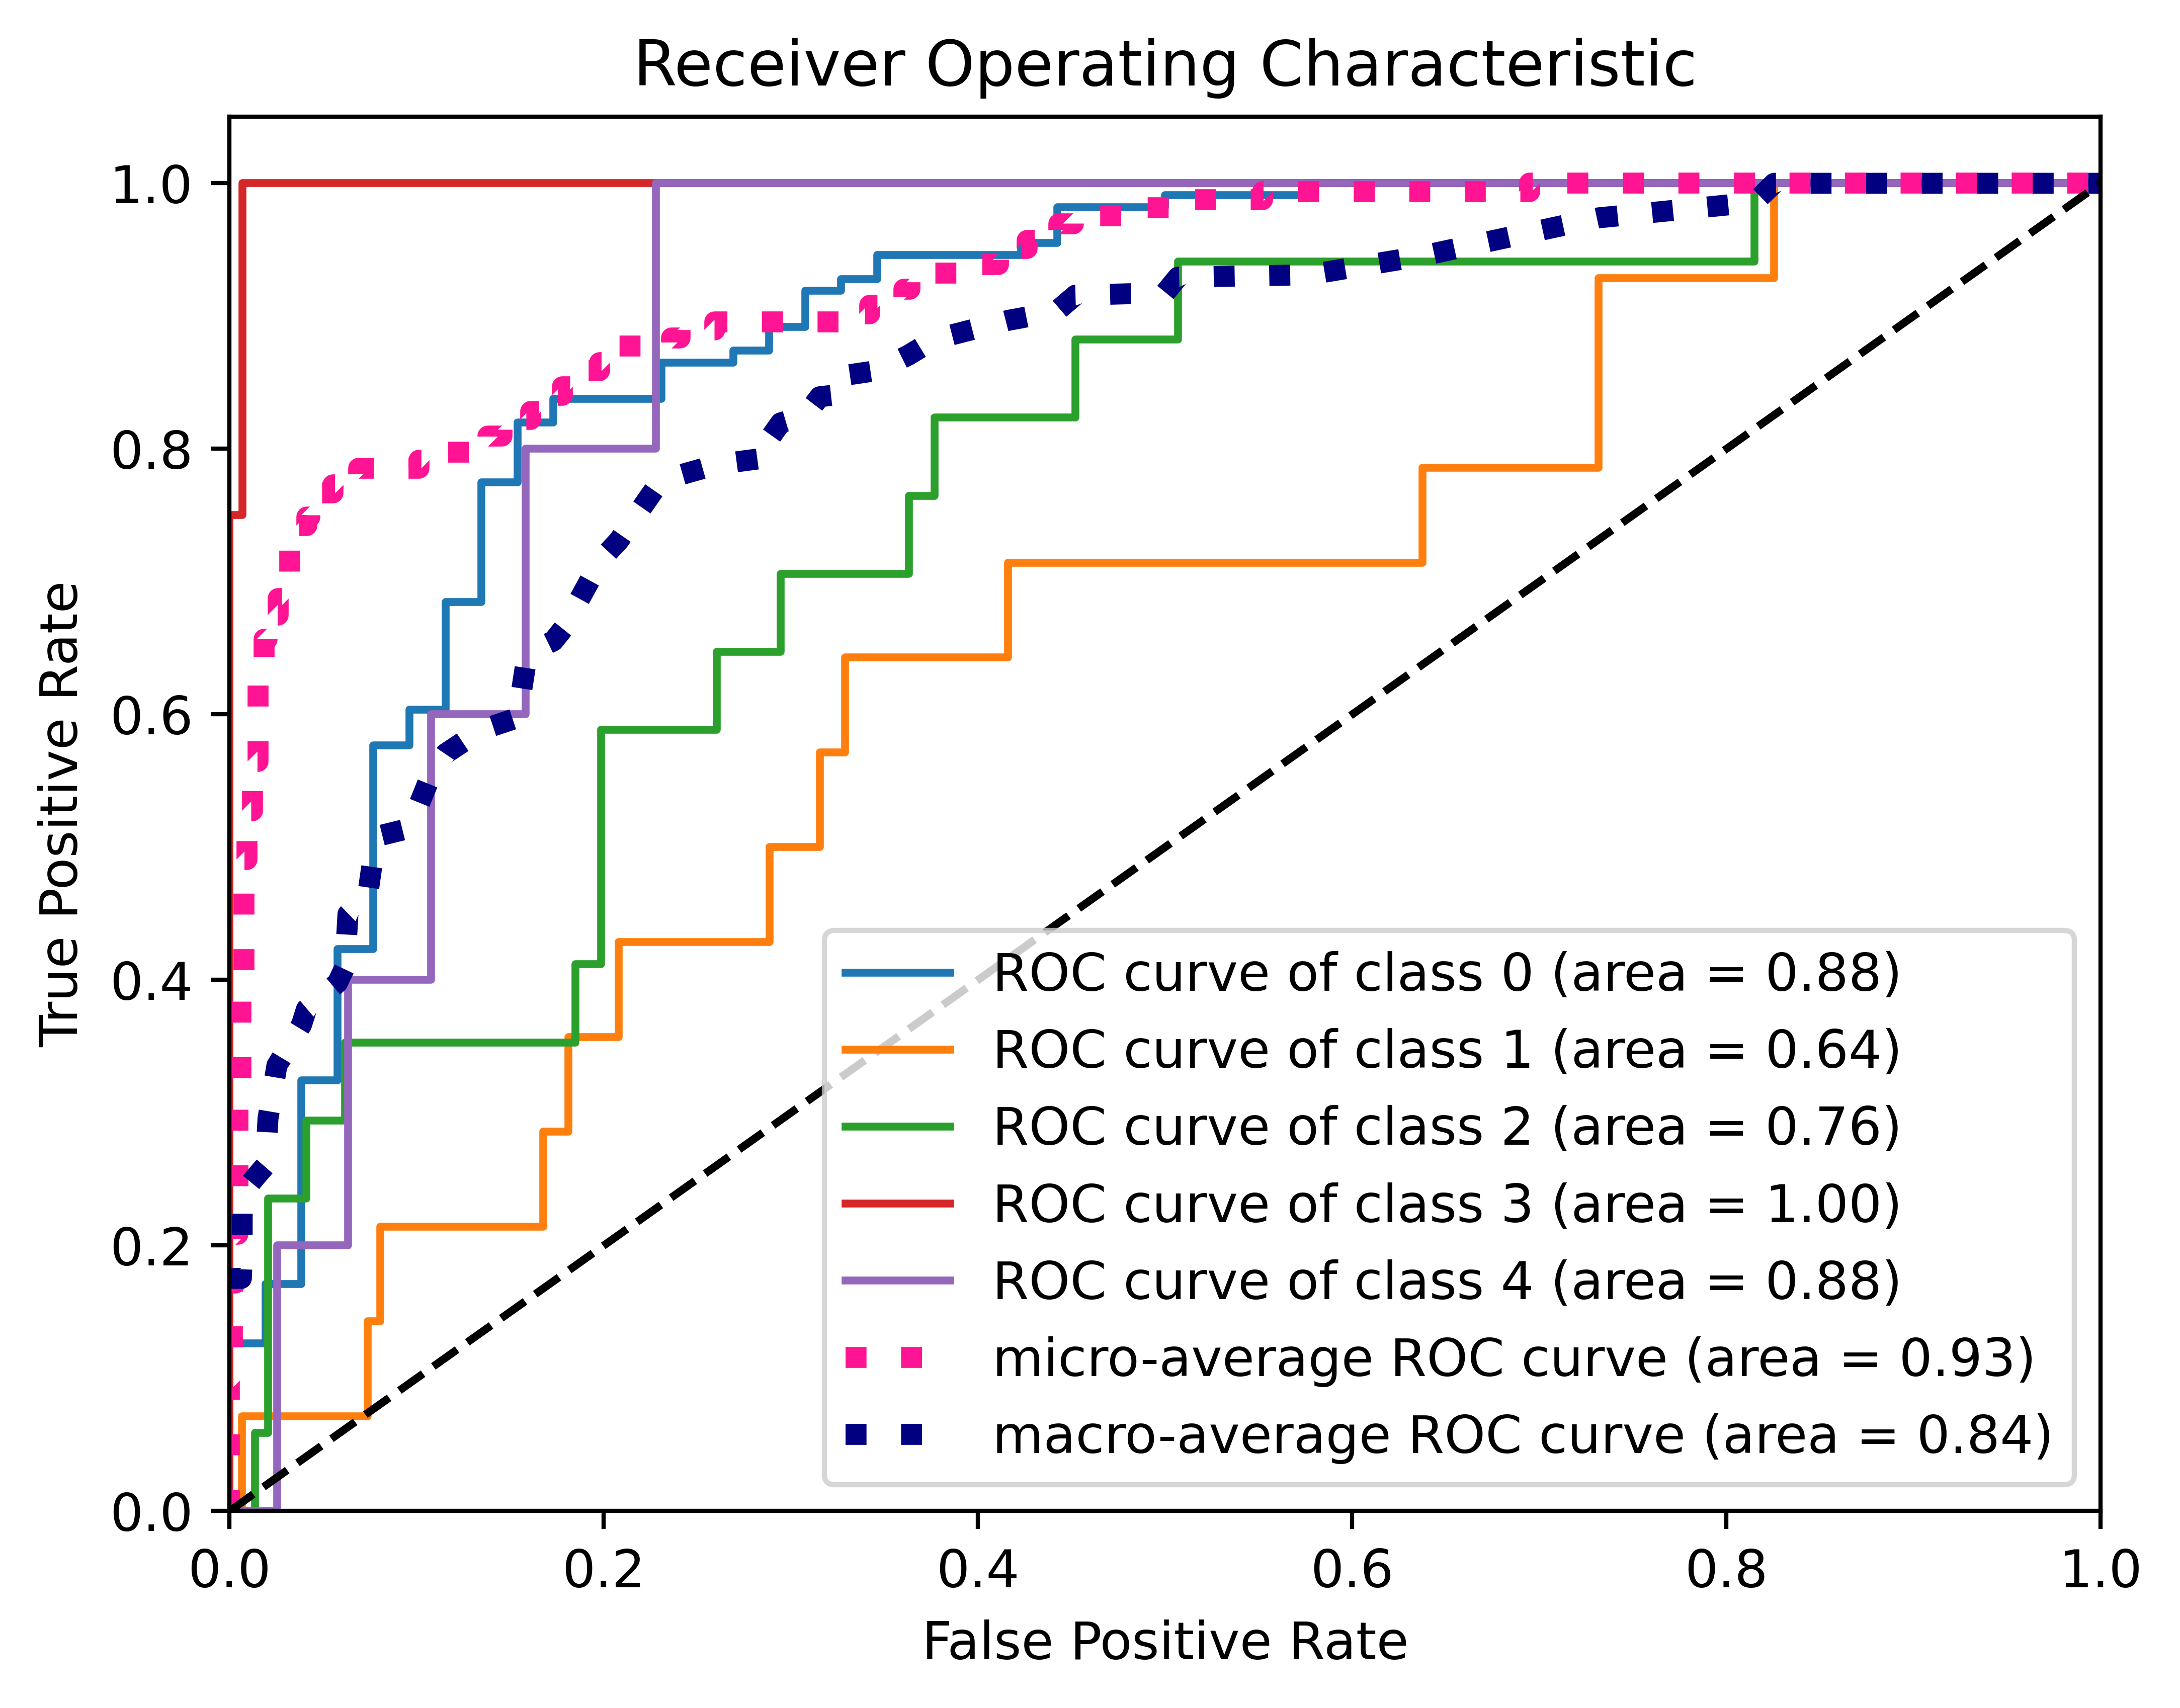 Receiver Operating Characteristic
1.0
0.8
0.6
0.4
0.2
0.0
True Positive Rate
ROC curve of class 0 (area = 0.88)
ROC curve of class 1 (area = 0.64)
ROC curve of class 2 (area = 0.76)
ROC curve of class 3 (area = 1.00)
ROC curve of class 4 (area = 0.88)
micro-average ROC curve (area = 0.93)
macro-average ROC curve (area = 0.84)
0.0 0.2 0.4 0.6 0.8 1.0
False Positive Rate